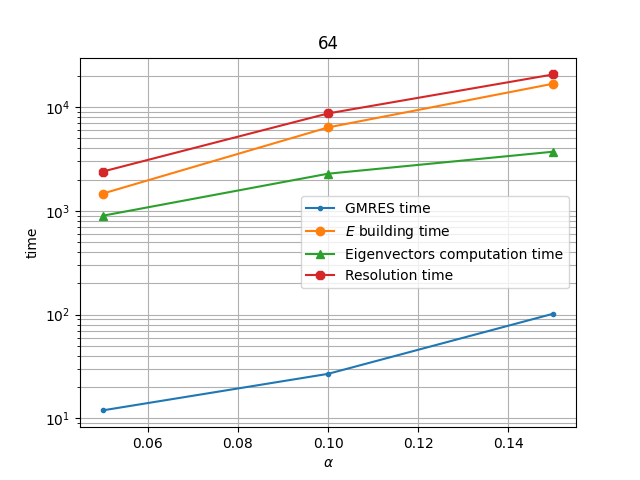 64
time
10⁴
10³
10²
10¹
GMRES time
E building time
Eigenvectors computation time
Resolution time
0.06 0.08 0.10 0.12 0.14
α